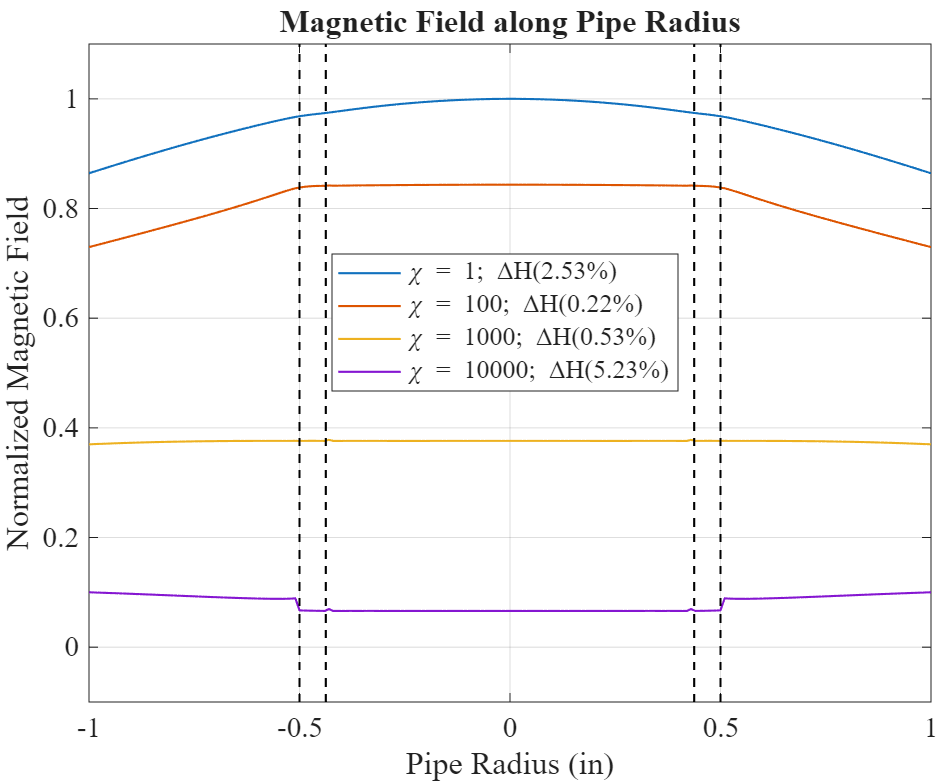 Magnetic Field along Pipe Radius
Normalized Magnetic Field
1
0.8
0.6
0.4
0.2
0
χ = 1; ΔH(2.53%)
χ = 100; ΔH(0.22%)
χ = 1000; ΔH(0.53%)
χ = 10000; ΔH(5.23%)
-1 -0.5 0 0.5 1
Pipe Radius (in)